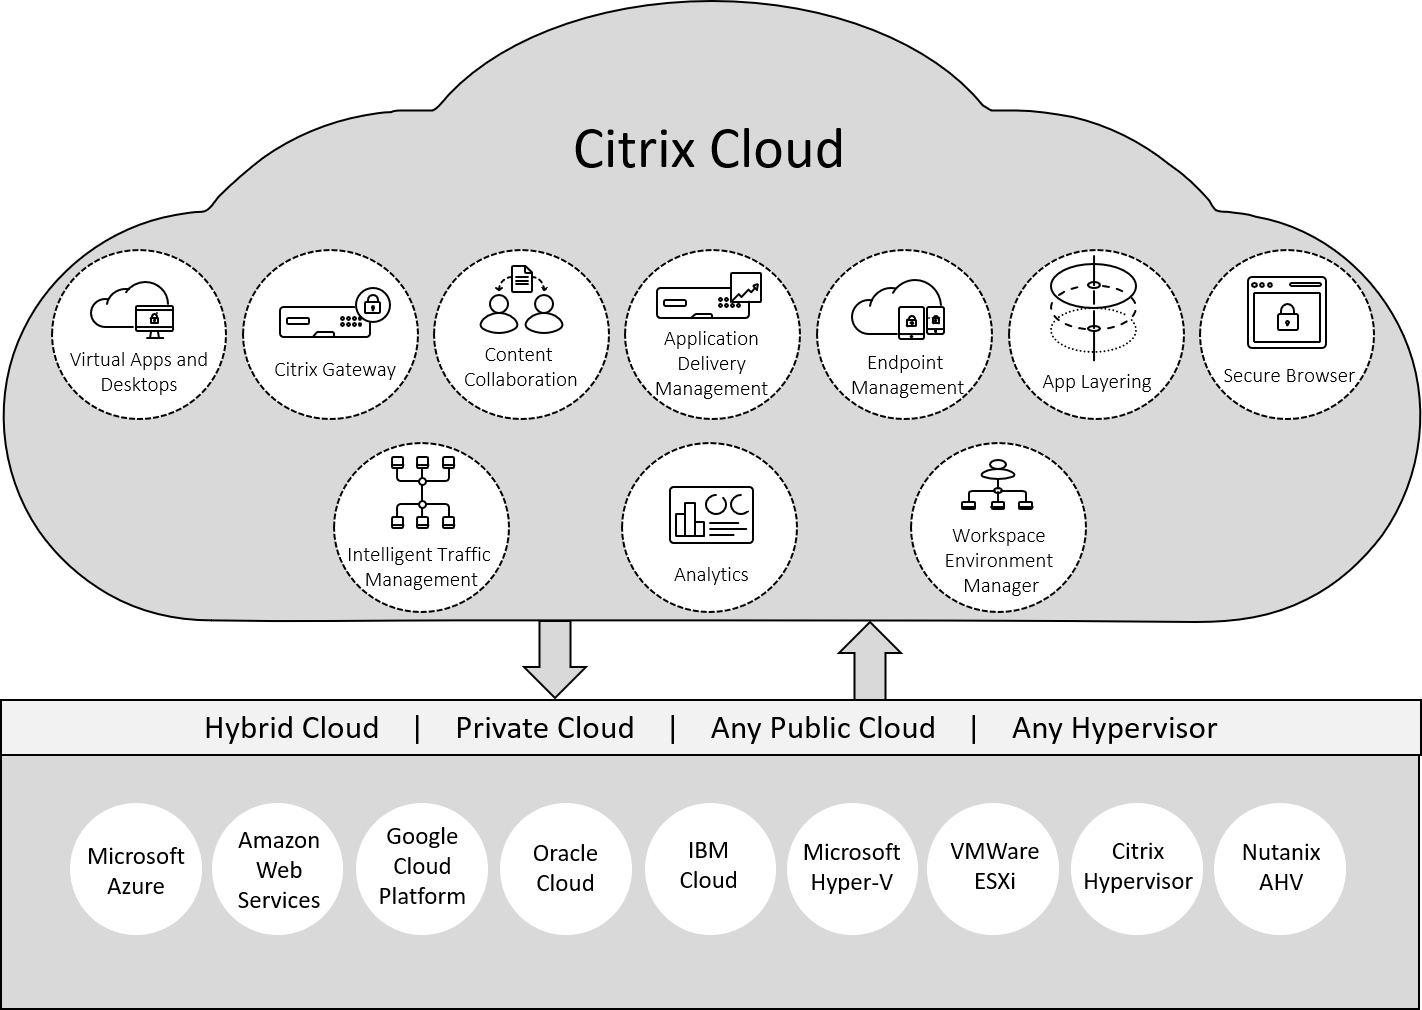 Citrix Cloud
Virtual Apps and
Desktops
Citrix Gateway
Content
Collaboration
Application
Delivery
Management
Endpoint
Management
App Layering
Secure Browser
Intelligent Traffic
Management
Analytics
Workspace
Environment
Manager
Hybrid Cloud | Private Cloud | Any Public Cloud | Any Hypervisor
Microsoft
Azure
Amazon
Web
Services
Google
Cloud
Platform
Oracle
Cloud
IBM
Cloud
Microsoft
Hyper-V
VMWare
ESXi
Citrix
Hypervisor
Nutanix
AHV